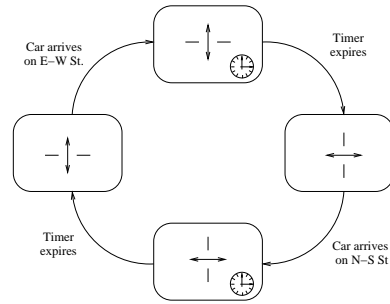 Car arrives
on E–W St.
Timer
expires
Timer
expires
Car arrives
on N–S St